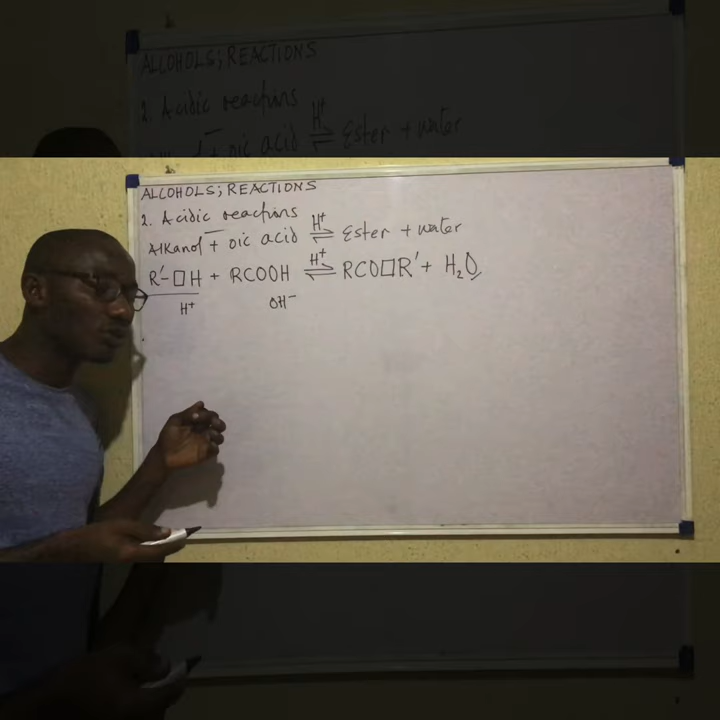 ALCOHOLS; REACTIONS
2. Acidic reactions
Alkanol + oic acid ⇌ Ester + water
H⁺
R'-□H + RCOOH ⇌ RCO□R' + H₂O
H⁺
H⁺ OH⁻